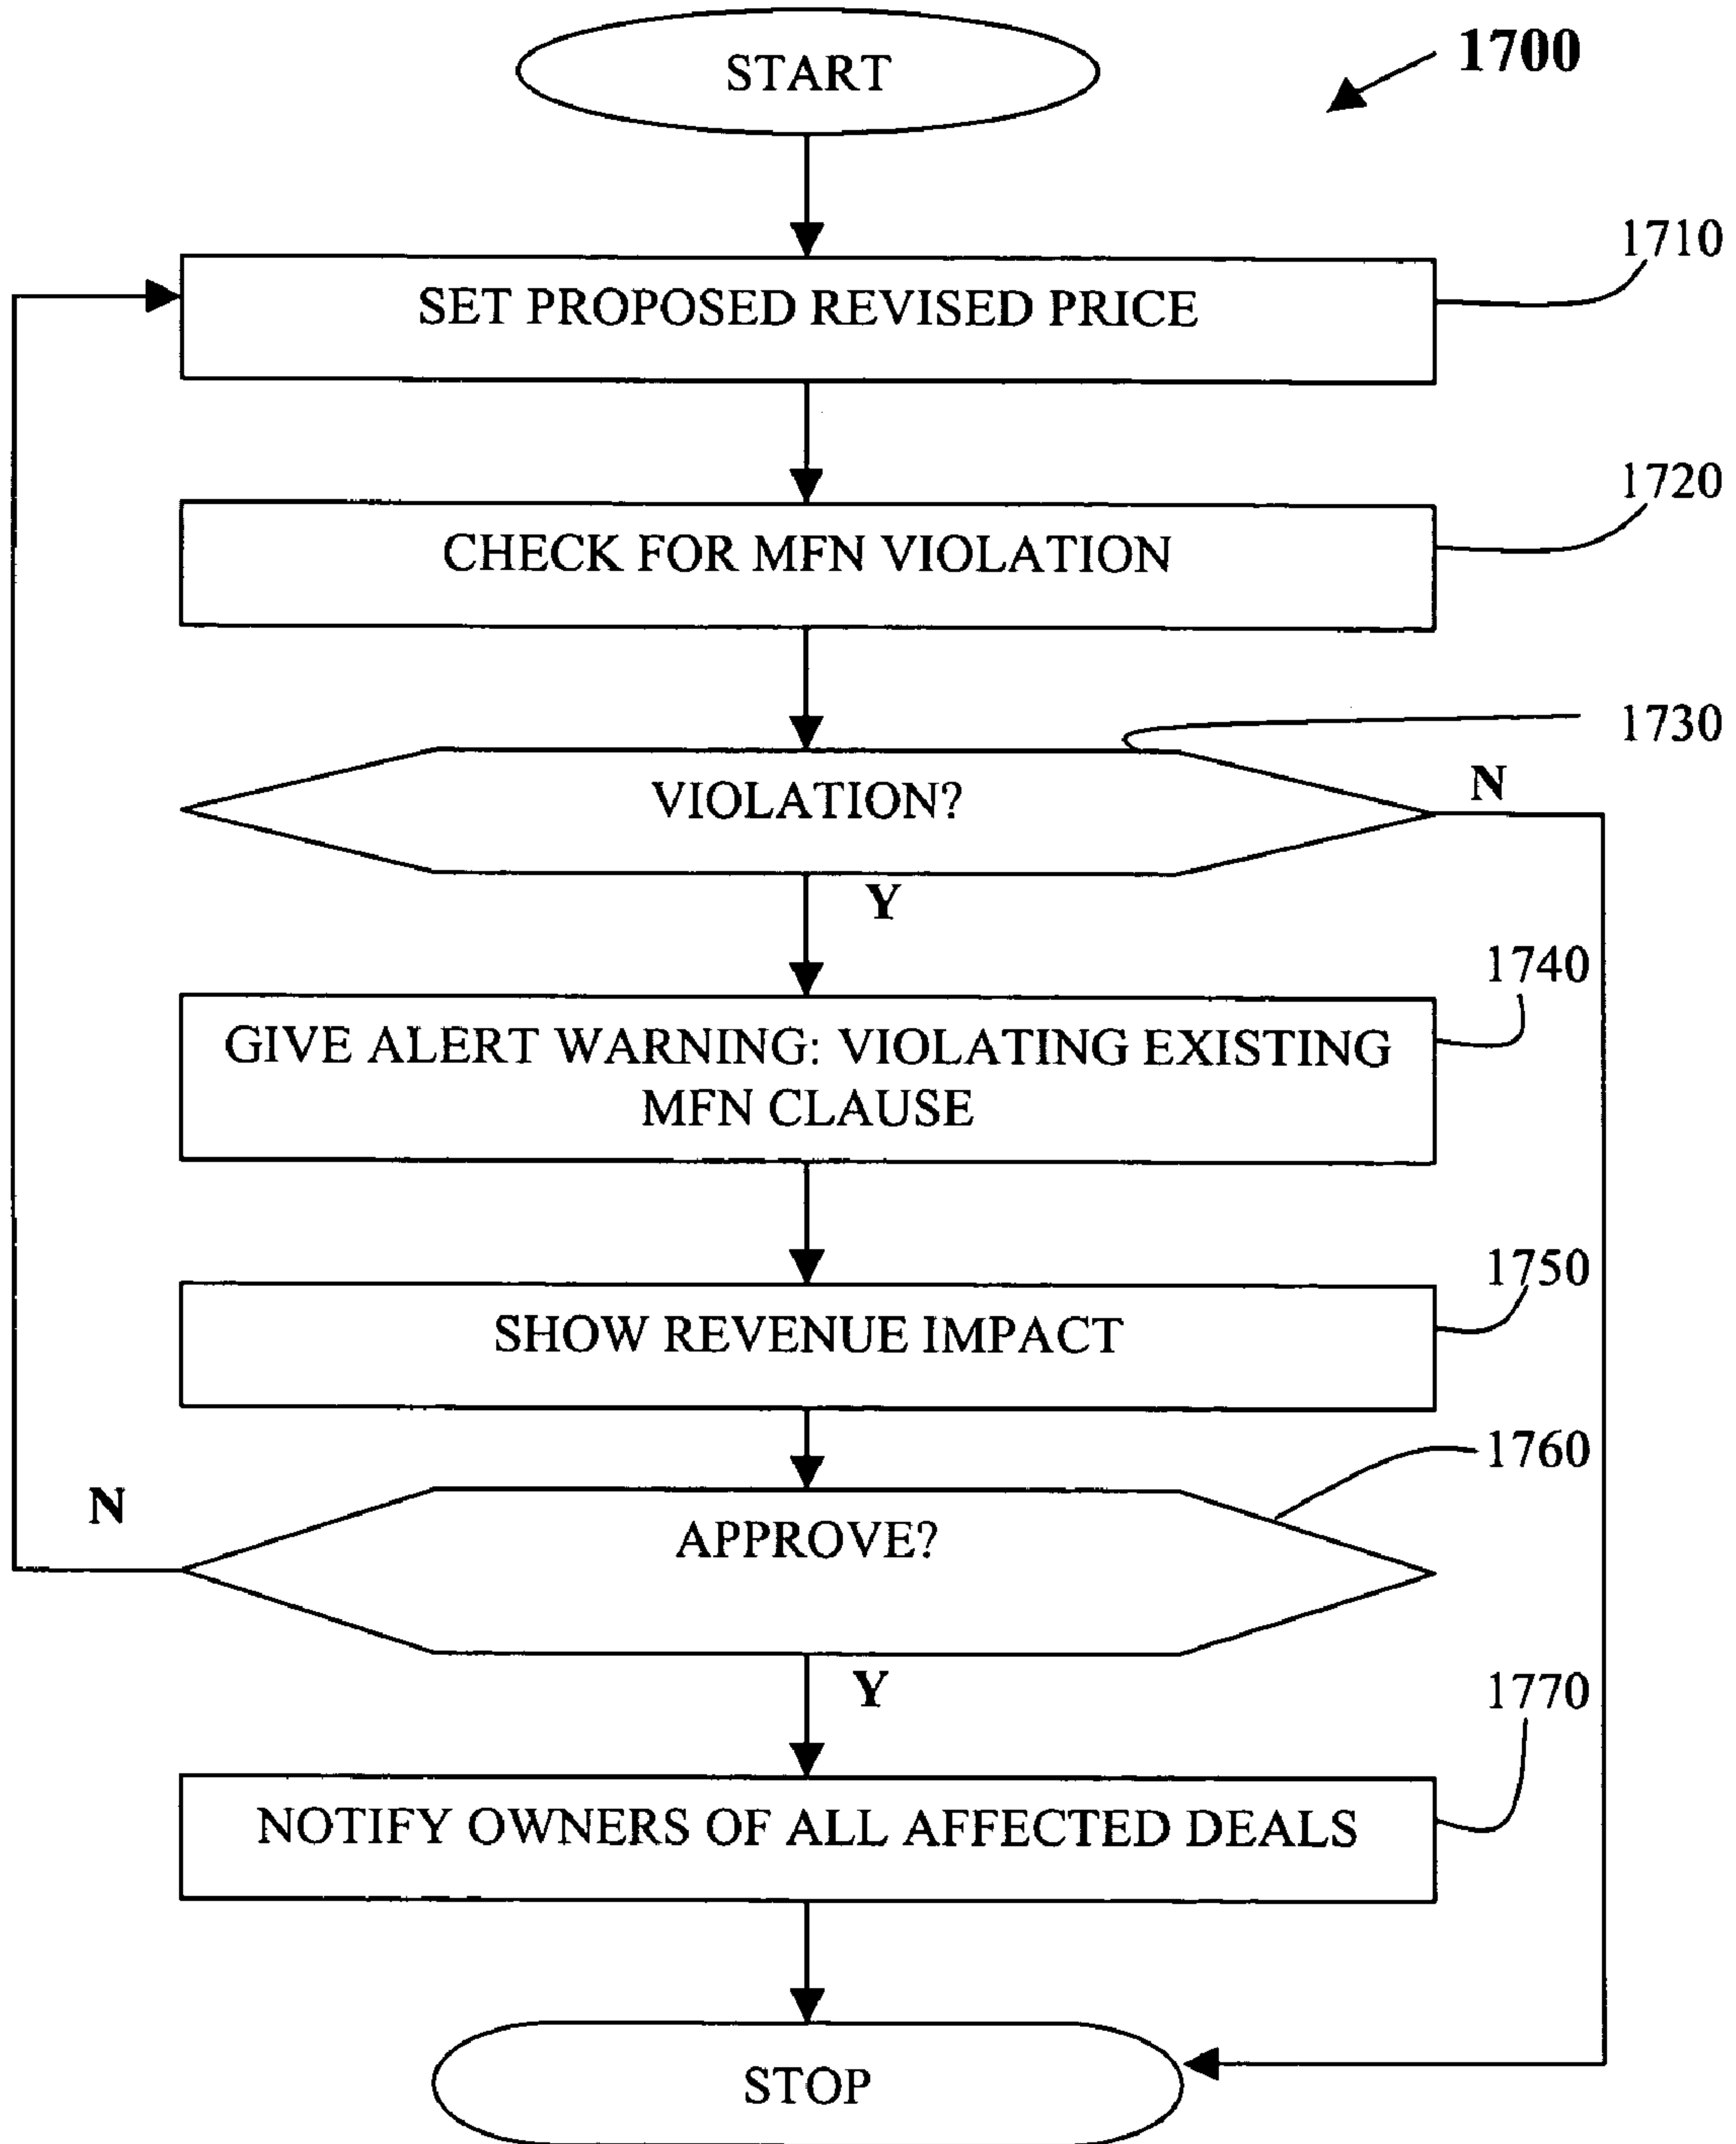 START
1700
1710
SET PROPOSED REVISED PRICE
1720
CHECK FOR MFN VIOLATION
1730
VIOLATION?
N
Y
1740
GIVE ALERT WARNING: VIOLATING EXISTING
MFN CLAUSE
1750
SHOW REVENUE IMPACT
1760
N
APPROVE?
Y
1770
NOTIFY OWNERS OF ALL AFFECTED DEALS
STOP